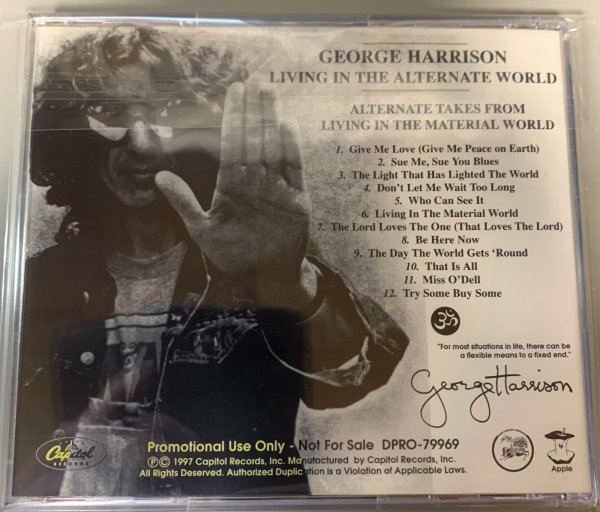 GEORGE HARRISON
LIVING IN THE ALTERNATE WORLD
ALTERNATE TAKES FROM
LIVING IN THE MATERIAL WORLD
1. Give Me Love (Give Me Peace on Earth)
2. Sue Me, Sue You Blues
3. The Light That Has Lighted The World
4. Don't Let Me Wait Too Long
5. Who Can See It
6. Living In The Material World
7. The Lord Loves The One (That Loves The Lord)
8. Be Here Now
9. The Day The World Gets ‘Round
10. That Is All
11. Miss O'Dell
12. Try Some Buy Some
ॐ
"For most situations in life, there can be
a flexible means to a fixed end."
George Harrison
Capitol
RECORDS
Promotional Use Only - Not For Sale DPRO-79969
ⓅⒸ 1997 Capitol Records, Inc. Manufactured by Capitol Records, Inc.
All Rights Deserved. Authorized Duplication is a Violation of Applicable Laws.
Apple